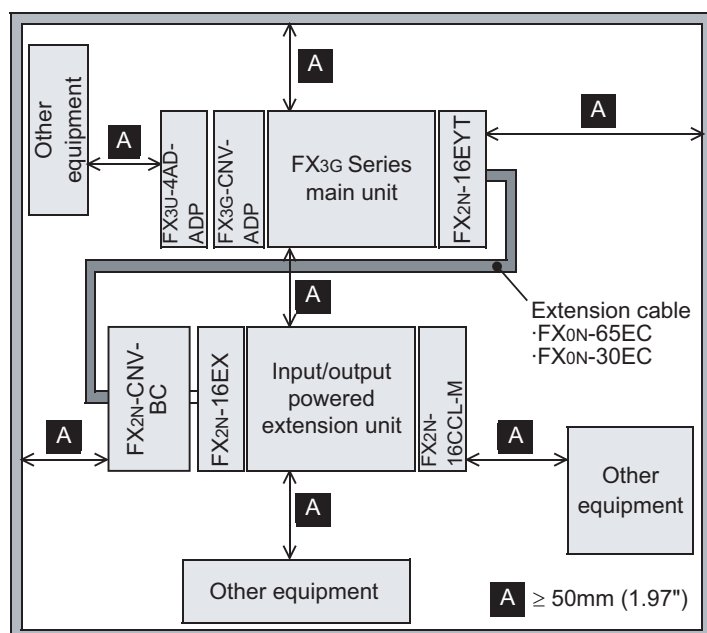 A
Other
equipment
A
A
FX3U-4AD-
ADP
FX3G-CNV-
ADP
FX3G Series
main unit
FX2N-16EYT
A
Extension cable
·FX0N-65EC
·FX0N-30EC
FX2N-CNV-
BC
FX2N-16EX
Input/output
powered
extension unit
FX2N-
16CCL-M
A
A
Other
equipment
A
Other equipment
A ≥ 50mm (1.97")